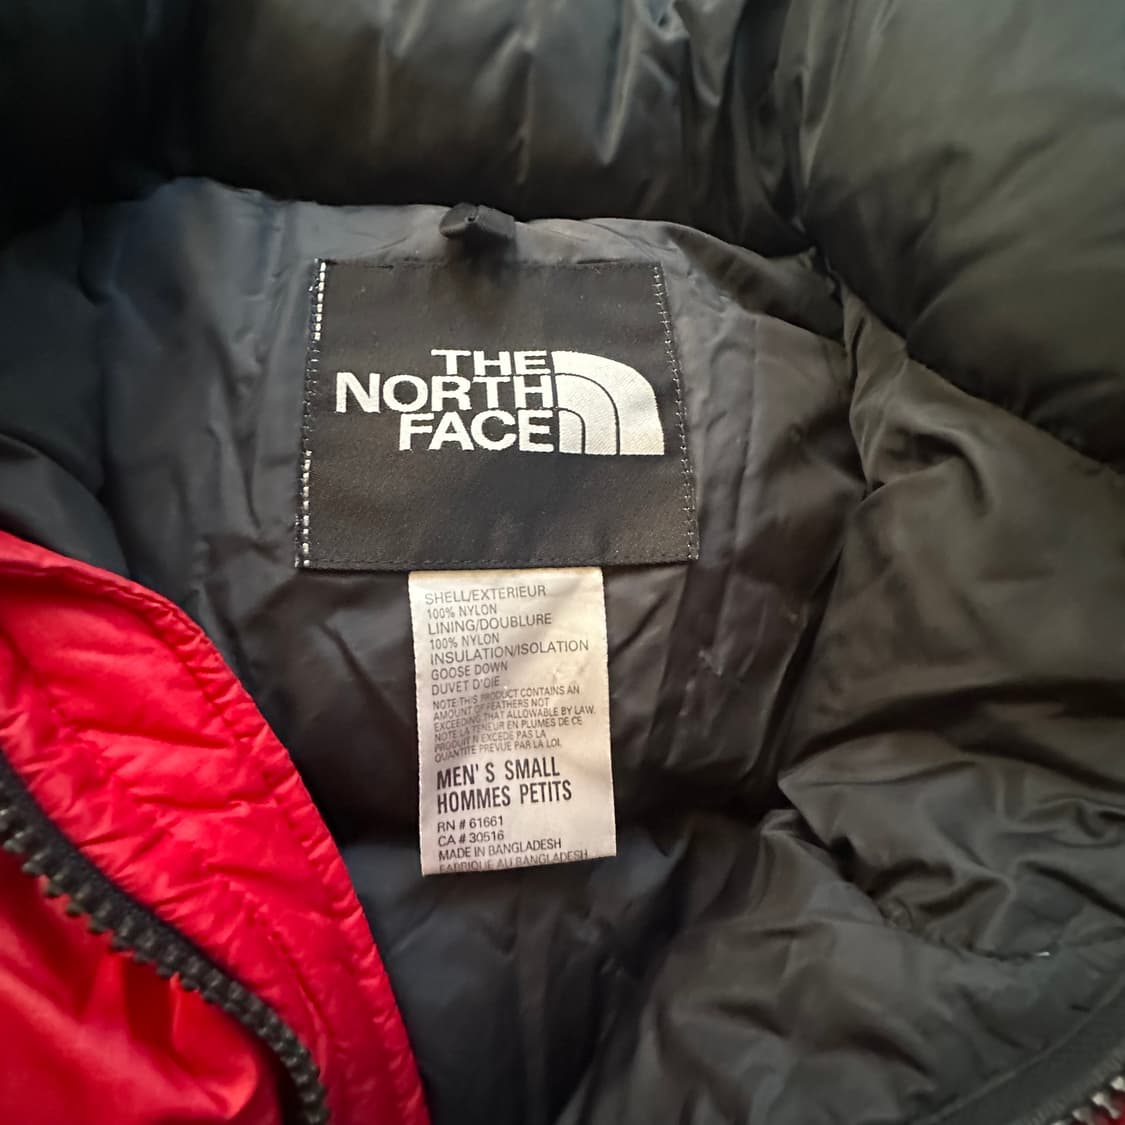 THE
NORTH
FACE
SHELL/EXTERIEUR
100% NYLON
LINING/DOUBLURE
100% NYLON
INSULATION/ISOLATION
GOOSE DOWN
DUVET D'OIE
NOTE:THIS PRODUCT CONTAINS AN
AMOUNT OF FEATHERS NOT
EXCEEDING THAT ALLOWABLE BY LAW.
NOTE LA TENEUR EN PLUMES DE CE
PRODUIT N EXCEDE PAS LA
QUANTITE PREVUE PAR LA LOI.
MEN' S SMALL
HOMMES PETITS
RN # 61661
CA # 30516
MADE IN BANGLADESH
FABRIQUE AU BANGLADESH